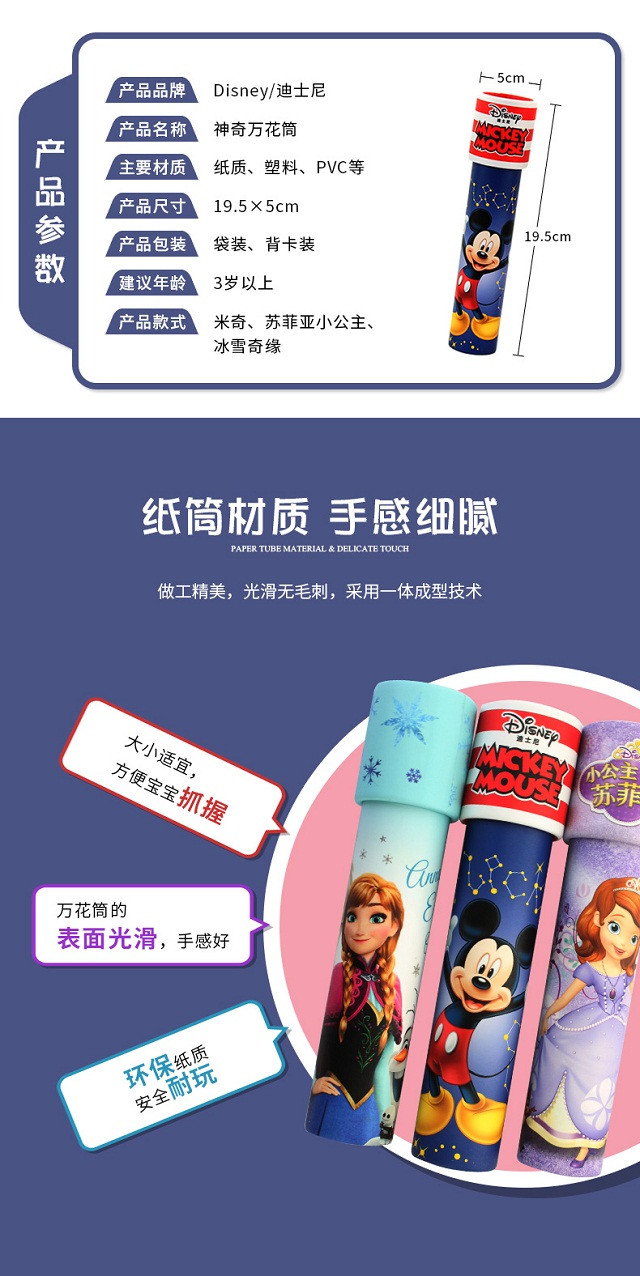 产品参数
产品品牌 Disney/迪士尼
产品名称 神奇万花筒
主要材质 纸质、塑料、PVC等
产品尺寸 19.5×5cm
产品包装 袋装、背卡装
建议年龄 3岁以上
产品款式 米奇、苏菲亚小公主、
冰雪奇缘
5cm
DISNEY
迪士尼
MICKEY
MOUSE
19.5cm
纸筒材质 手感细腻
PAPER TUBE MATERIAL & DELICATE TOUCH
做工精美，光滑无毛刺，采用一体成型技术
大小适宜，
方便宝宝抓握
万花筒的
表面光滑，手感好
环保纸质
安全耐玩
DISNEY
迪士尼
MICKEY
MOUSE
小公主
苏菲